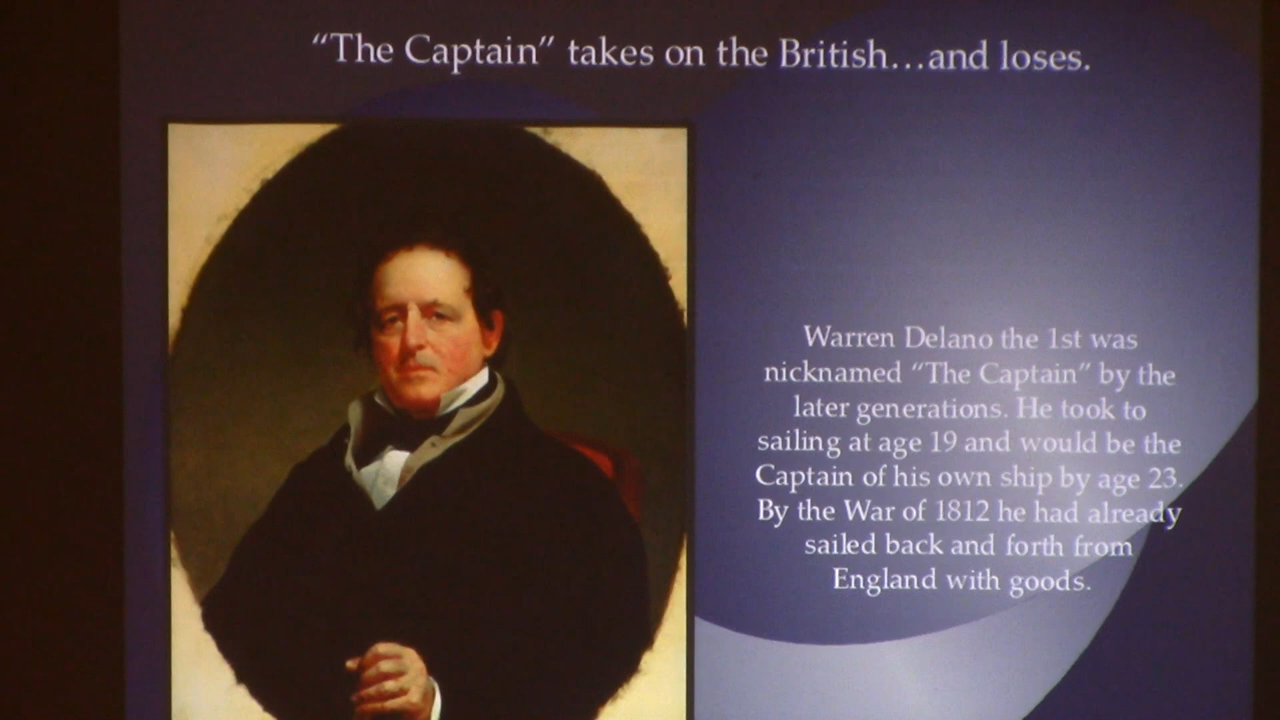 “The Captain” takes on the British…and loses.
Warren Delano the 1st was
nicknamed “The Captain” by the
later generations. He took to
sailing at age 19 and would be the
Captain of his own ship by age 23.
By the War of 1812 he had already
sailed back and forth from
England with goods.